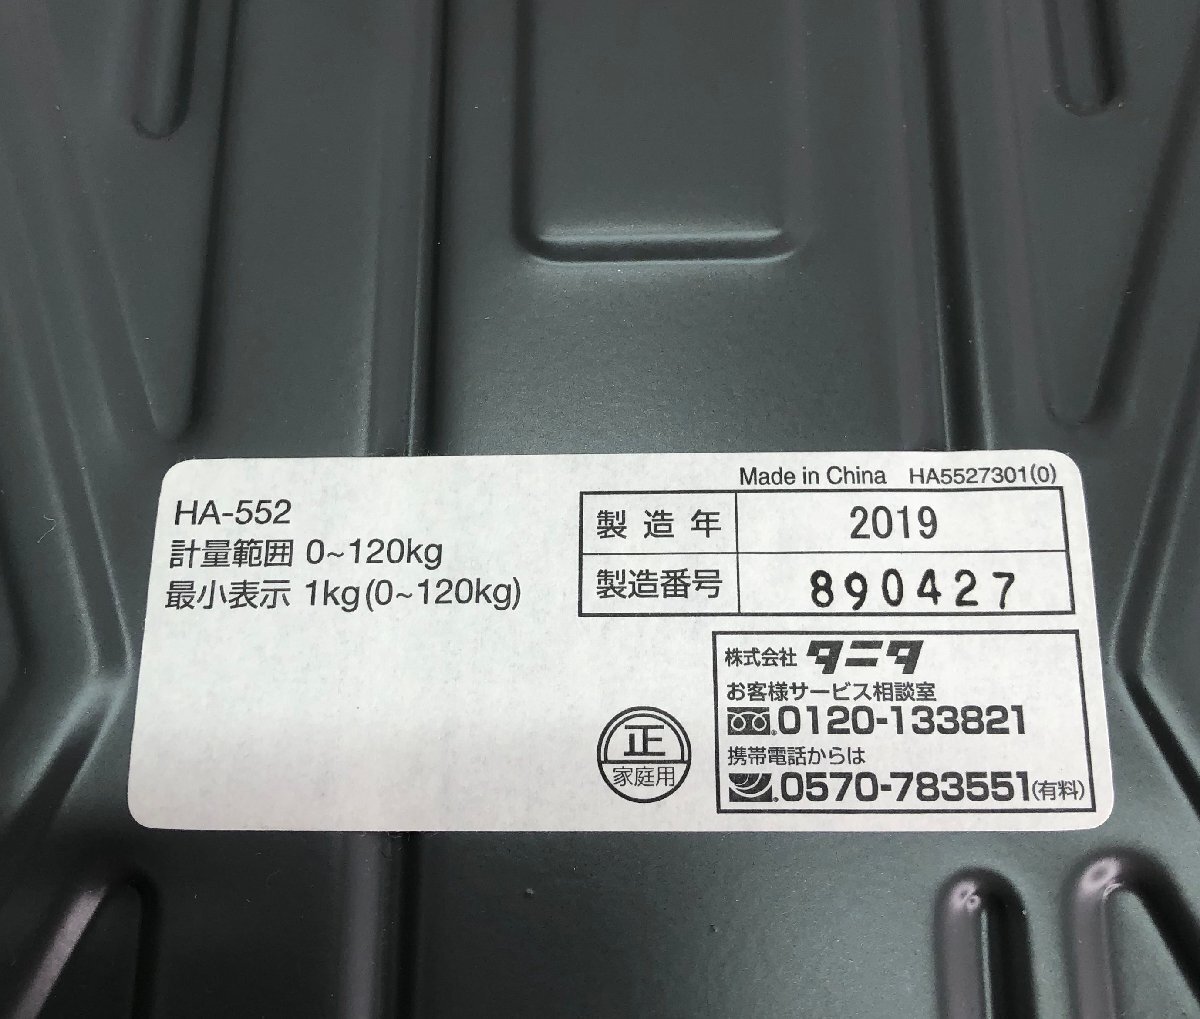 Made in China HA5527301(0)
HA-552
計量範囲 0~120kg
最小表示 1kg(0~120kg)
製造年 2019
製造番号 890427
株式会社 タニタ
お客様サービス相談室
0120-133821
携帯電話からは
0570-783551(有料)
正
家庭用